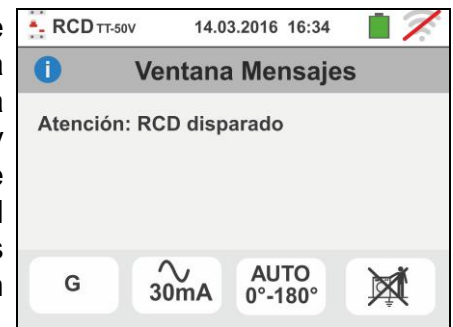 RCD TT-50V 14.03.2016 16:34
Ventana Mensajes
Atención: RCD disparado
G
30mA
AUTO
0°-180°